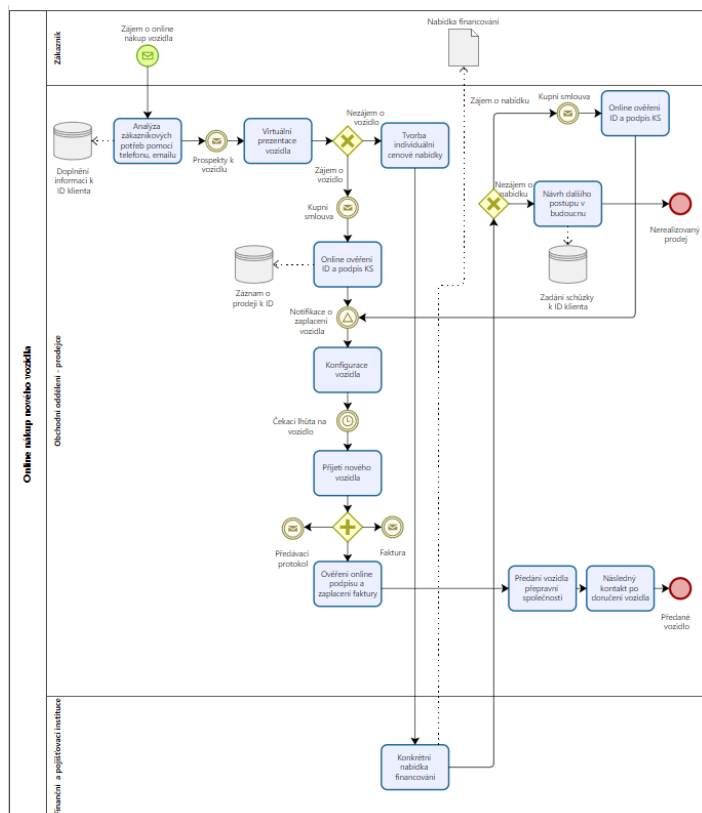 Online nákup nového vozidla
Zákazník
Zájem o online
nákup vozidla
Nabídka financování
Obchodní oddělení - prodejce
Doplnění
informací k
ID klienta
Analýza
zákazníkových
potřeb pomocí
telefonu, emailu
Prospekty k
vozidlu
Virtuální
prezentace
vozidla
Nezájem o
vozidlo
Zájem o
vozidlo
Tvorba
individuální
cenové nabídky
Zájem o nabídku
Kupní smlouva
Online ověření
ID a podpis KS
Nezájem o
nabídku
Návrh dalšího
postupu v
budoucnu
Nerealizovaný
prodej
Zadání schůzky
k ID klienta
Kupní
smlouva
Online ověření
ID a podpis KS
Záznam o
prodeji k ID
Notifikace o
zaplacení
vozidla
Konfigurace
vozidla
Čekací lhůta na
vozidlo
Přijetí nového
vozidla
Předávací
protokol
Faktura
Ověření online
podpisu a
zaplacení faktury
Předání vozidla
přepravní
společnosti
Následný
kontakt po
doručení vozidla
Předané
vozidlo
Finanční a pojišťovací instituce
Konkrétní
nabídka
financování